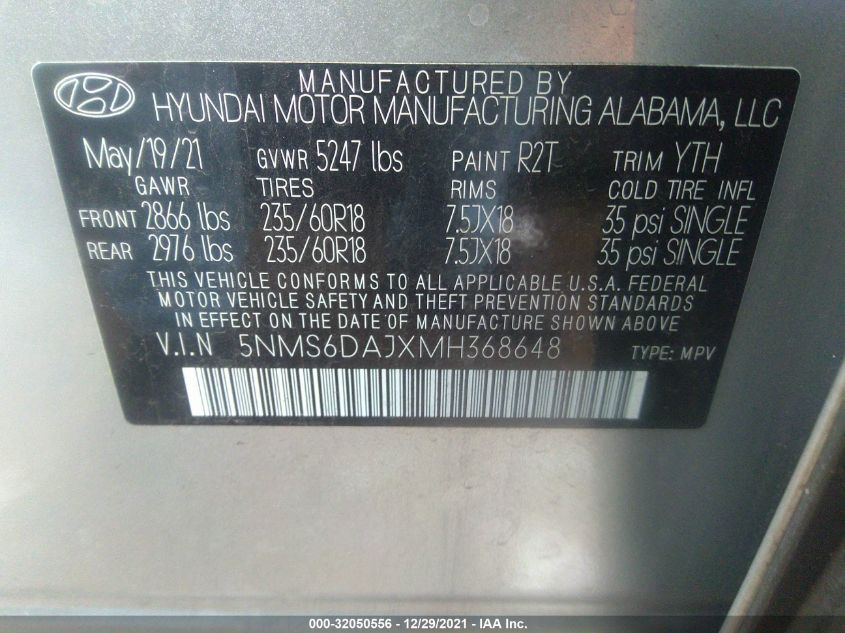 MANUFACTURED BY
HYUNDAI MOTOR MANUFACTURING ALABAMA, LLC
May/19/21 GVWR 5247 lbs PAINT R2T TRIM YTH
GAWR TIRES RIMS COLD TIRE INFL
FRONT 2866 lbs 235/60R18 7.5JX18 35 psi SINGLE
REAR 2976 lbs 235/60R18 7.5JX18 35 psi SINGLE
THIS VEHICLE CONFORMS TO ALL APPLICABLE U.S.A. FEDERAL
MOTOR VEHICLE SAFETY AND THEFT PREVENTION STANDARDS
IN EFFECT ON THE DATE OF MANUFACTURE SHOWN ABOVE
V.I.N 5NMS6DAJXMH368648 TYPE: MPV
000-32050556 - 12/29/2021 - IAA Inc.